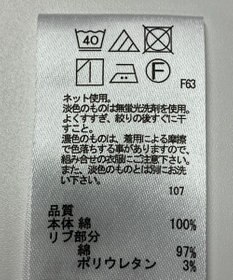 40
F
F63
ネット使用。
淡色のものは無蛍光洗剤を使用。
よくすすぎ、絞りの後すぐに干
すこと。
濃色のものは、着用による摩擦
で色落ちする事がありますので、
組み合せの衣服にご注意下さい。
また、淡色のものとは別にお洗
い下さい。
107
品質
本体 綿 100%
リブ部分
綿 97%
ポリウレタン 3%